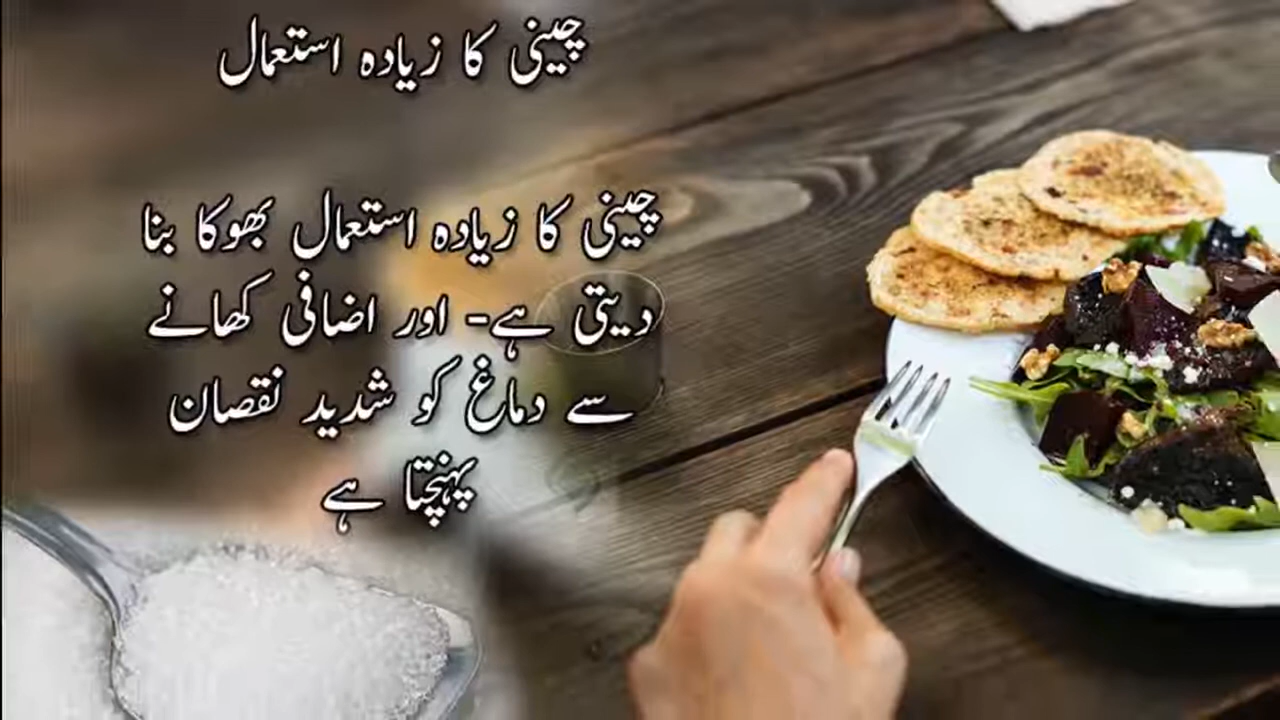 چینی کا زیادہ استعمال
چینی کا زیادہ استعمال بھوکا بنا
دیتی ہے- اور اضافی کھانے
سے دماغ کو شدید نقصان
پہنچتا ہے